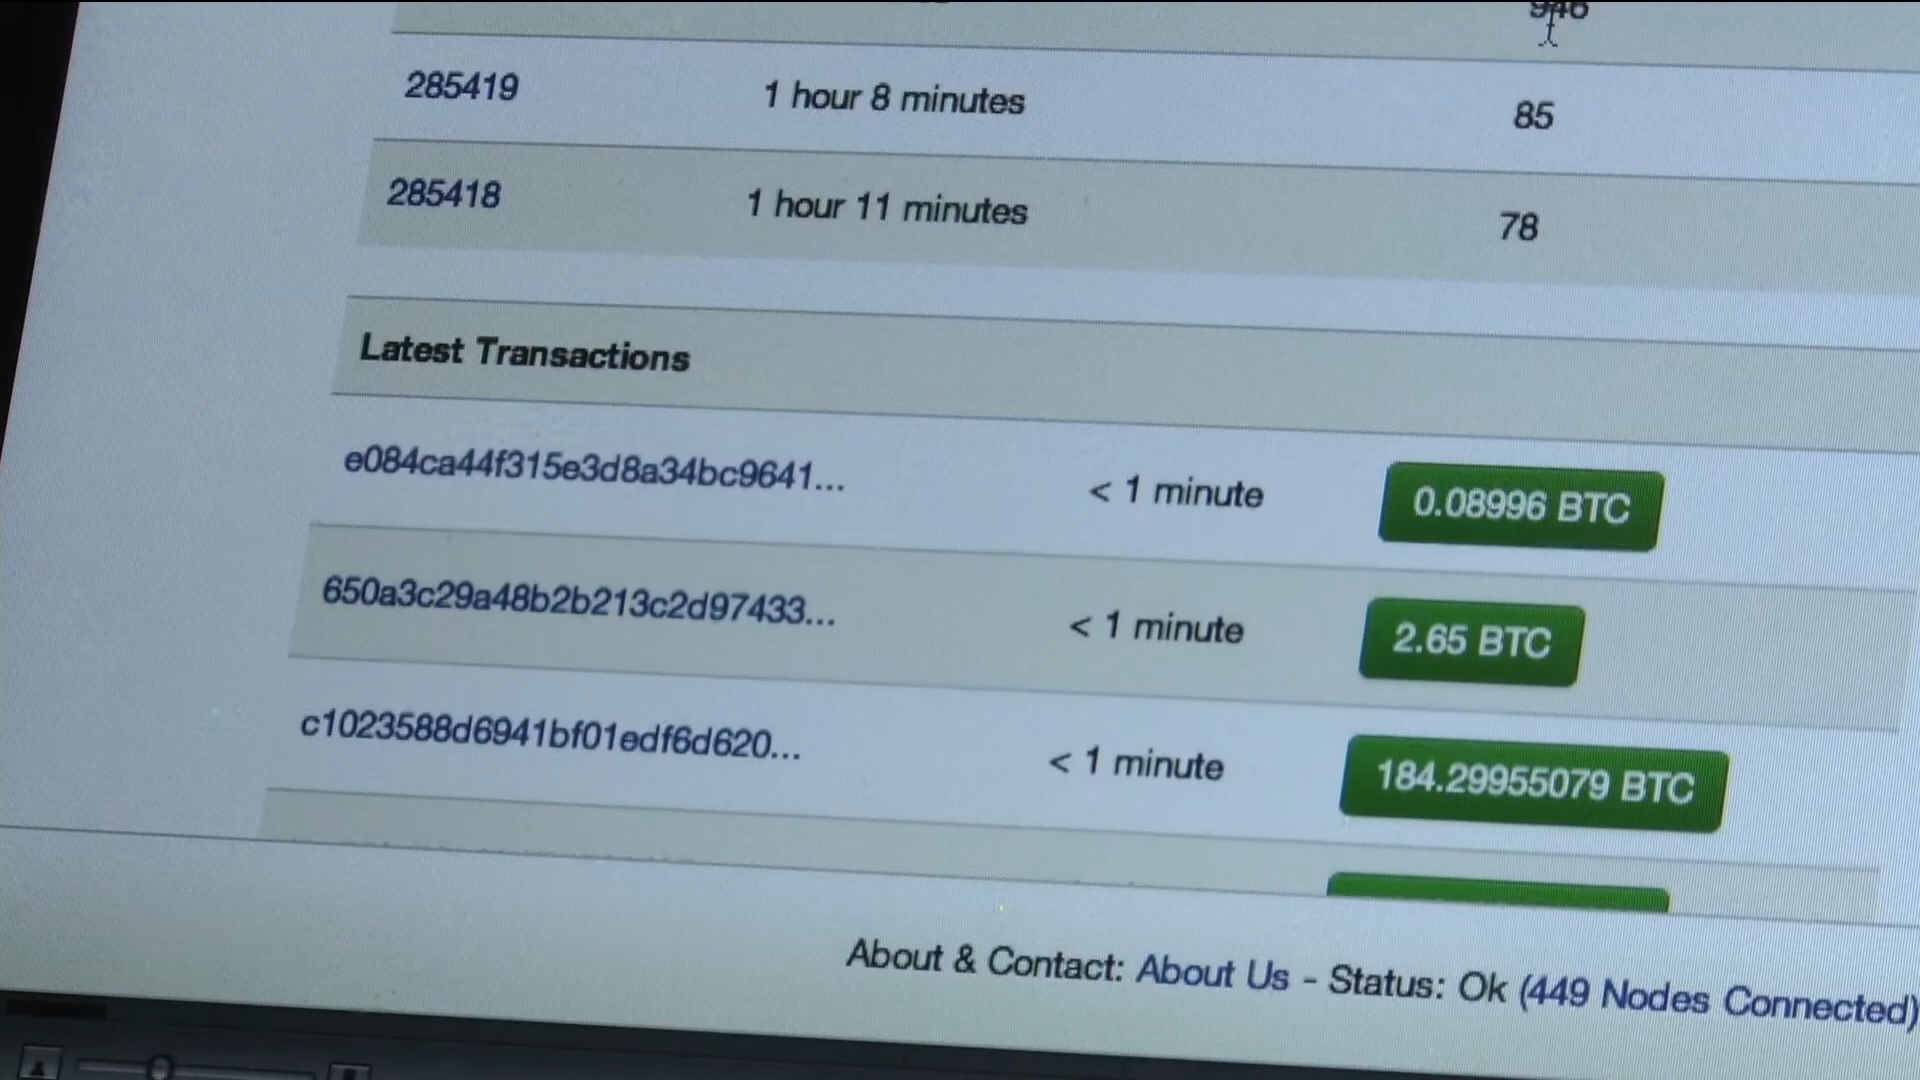 285419 1 hour 8 minutes 85
285418 1 hour 11 minutes 78
Latest Transactions
e084ca44f315e3d8a34bc9641... < 1 minute 0.08996 BTC
650a3c29a48b2b213c2d97433... < 1 minute 2.65 BTC
c1023588d6941bf01edf6d620... < 1 minute 184.29955079 BTC
About & Contact: About Us - Status: Ok (449 Nodes Connected)